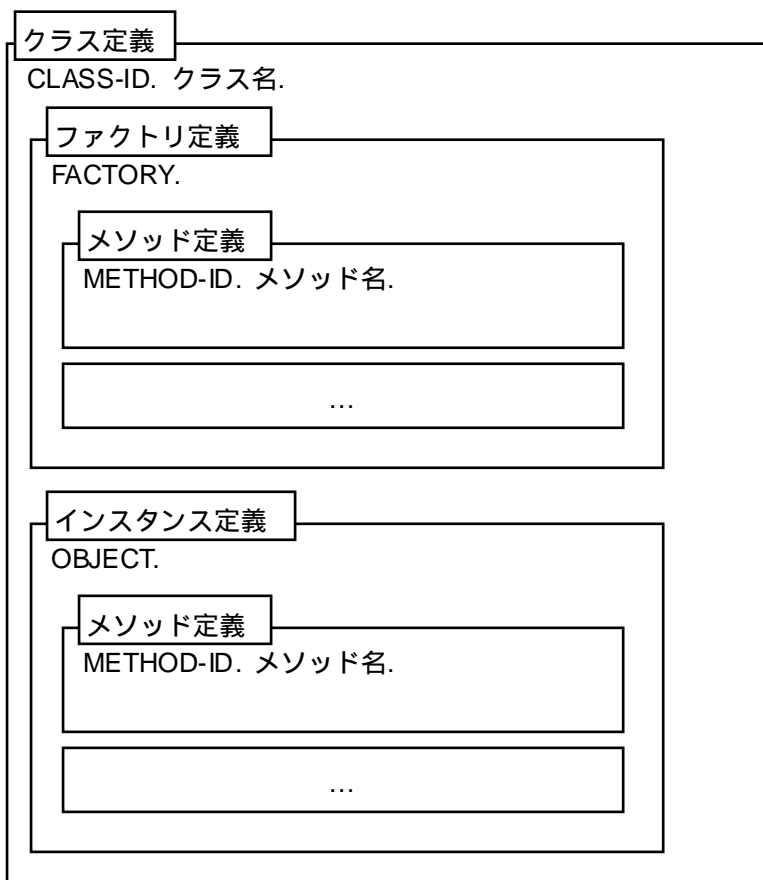 クラス定義
CLASS-ID. クラス名.
ファクトリ定義
FACTORY.
メソッド定義
METHOD-ID. メソッド名.
…
インスタンス定義
OBJECT.
メソッド定義
METHOD-ID. メソッド名.
…